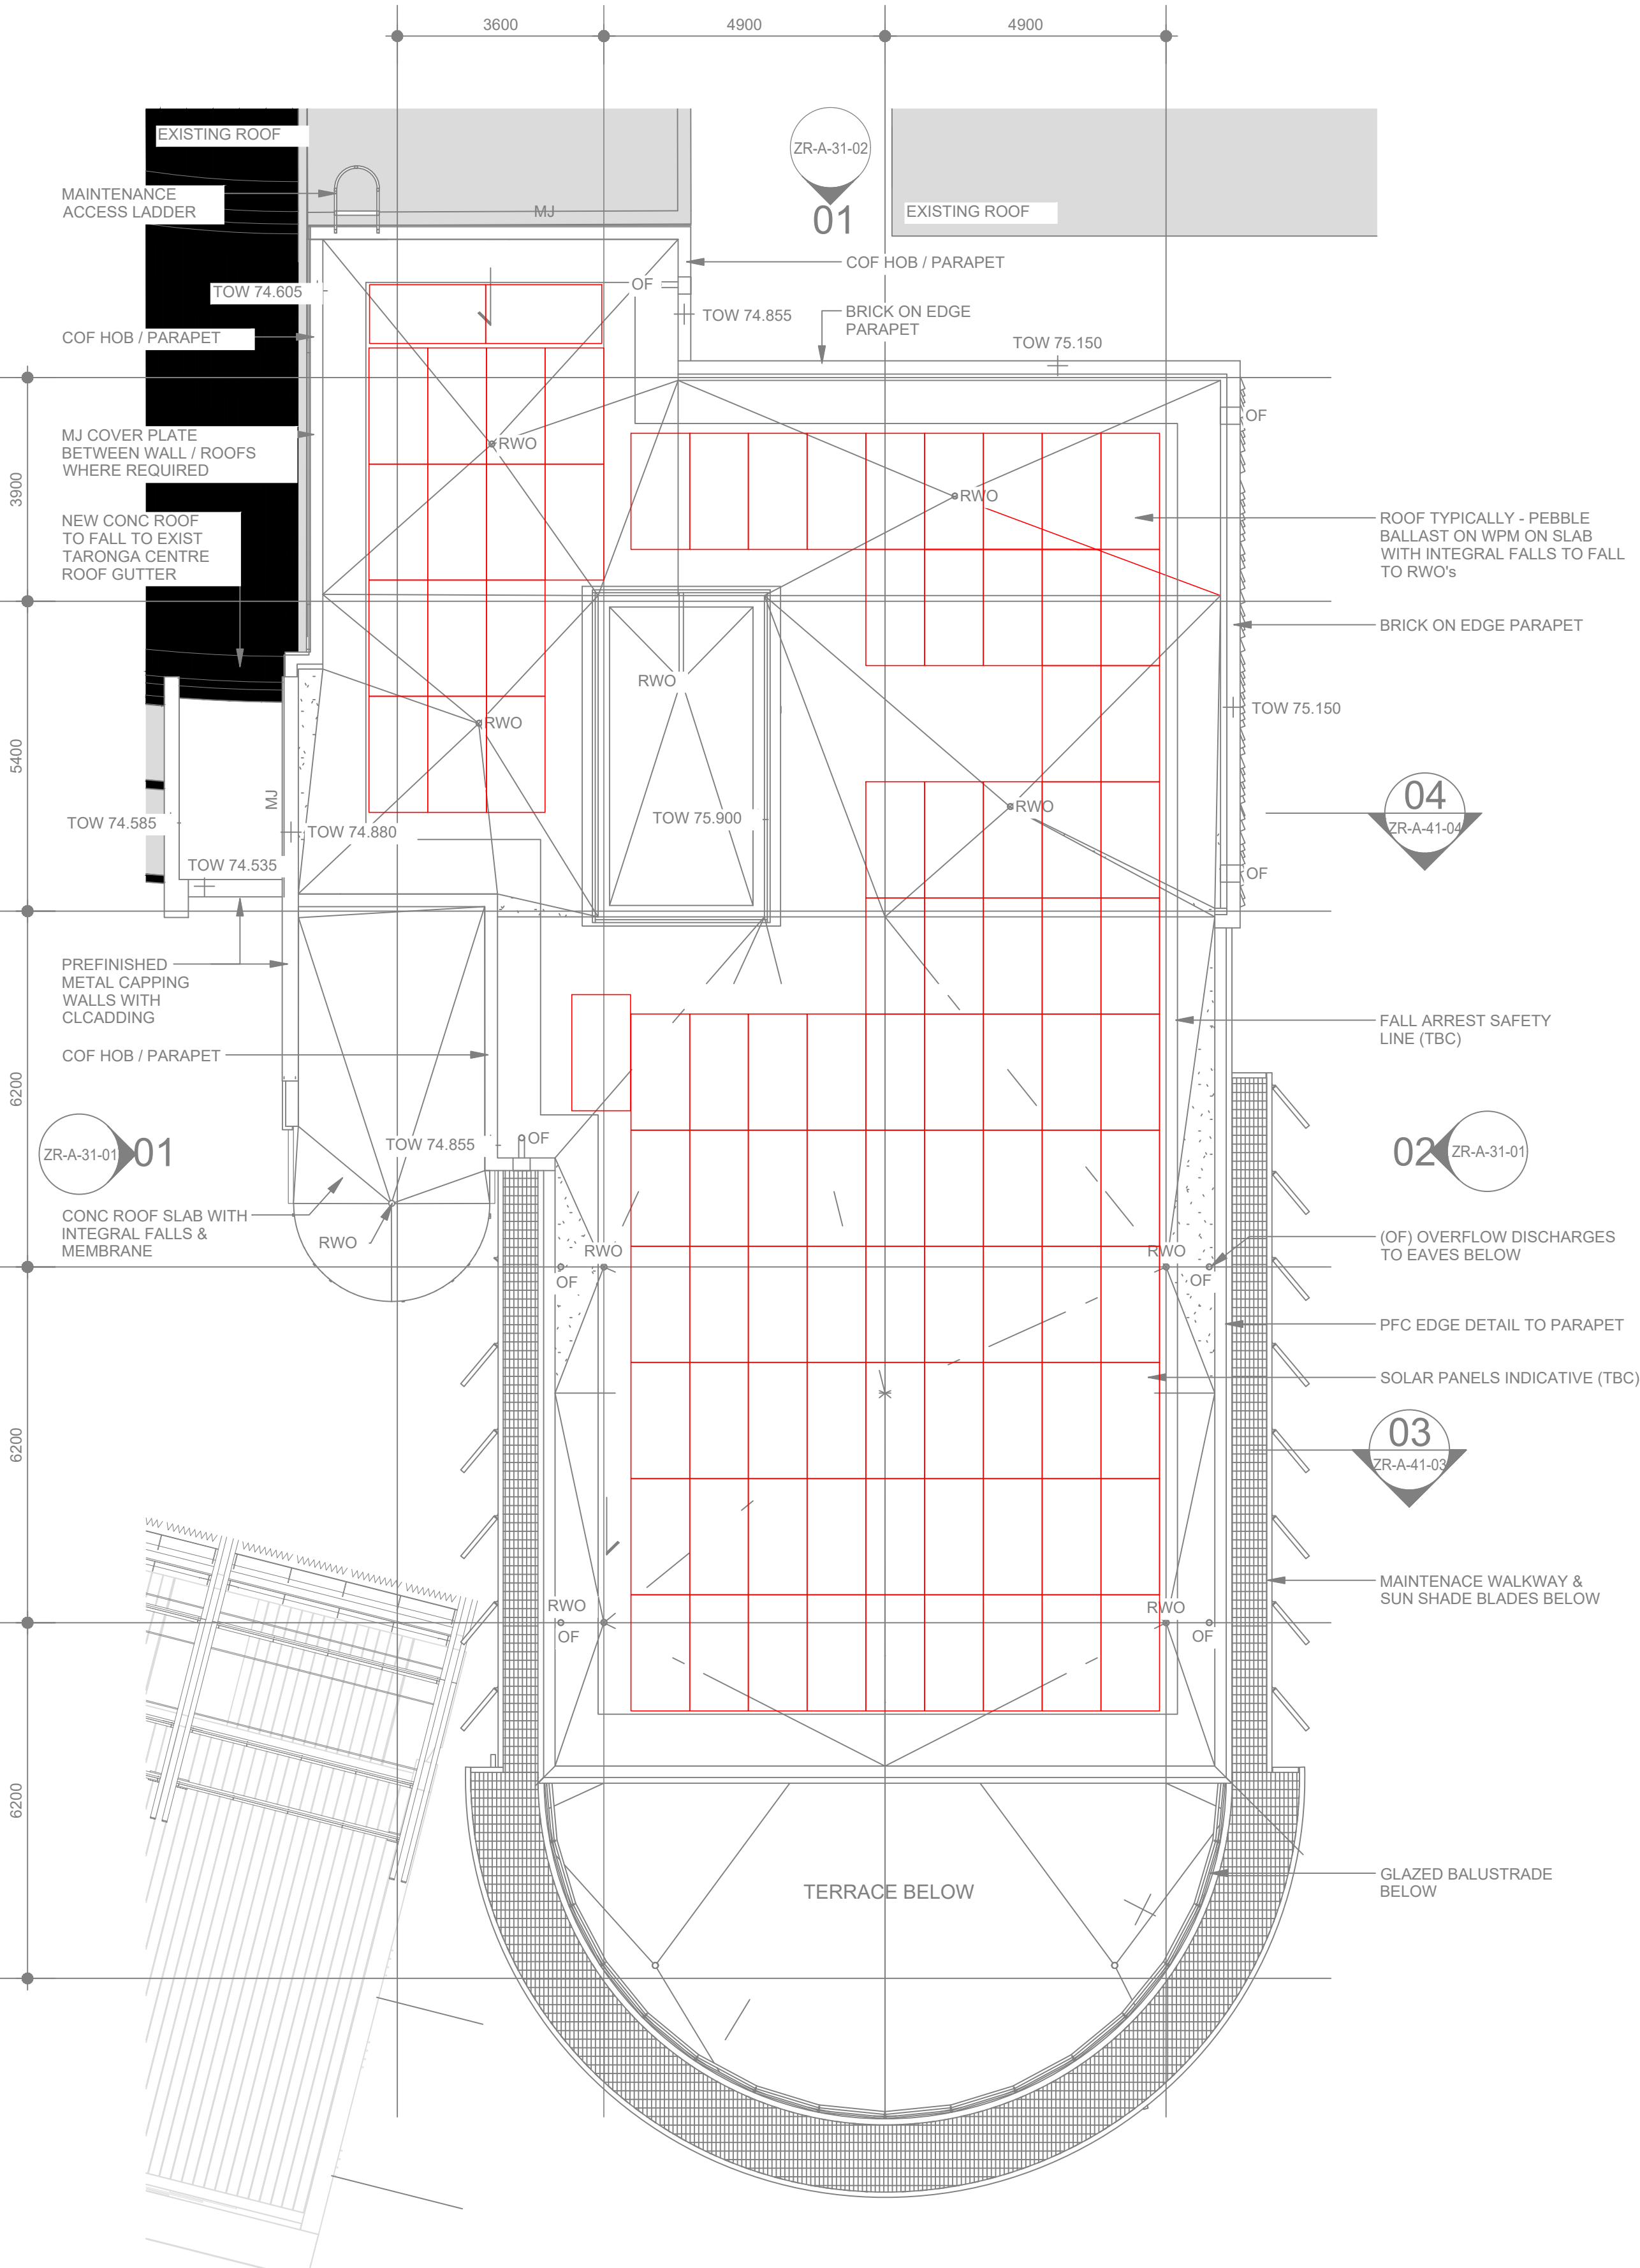 3600
4900
4900
EXISTING ROOF
ZR-A-31-02
01
MAINTENANCE
ACCESS LADDER
MJ
EXISTING ROOF
COF HOB / PARAPET
TOW 74.605
OF
TOW 74.855
BRICK ON EDGE
PARAPET
COF HOB / PARAPET
TOW 75.150
OF
MJ COVER PLATE
BETWEEN WALL / ROOFS
WHERE REQUIRED
RWO
3900
RWO
NEW CONC ROOF
TO FALL TO EXIST
TARONGA CENTRE
ROOF GUTTER
ROOF TYPICALLY - PEBBLE
BALLAST ON WPM ON SLAB
WITH INTEGRAL FALLS TO FALL
TO RWO's
BRICK ON EDGE PARAPET
RWO
TOW 75.150
RWO
5400
MJ
TOW 74.585
TOW 74.880
TOW 75.900
RWO
04
ZR-A-41-04
TOW 74.535
OF
PREFINISHED
METAL CAPPING
WALLS WITH
CLCADDING
FALL ARREST SAFETY
LINE (TBC)
COF HOB / PARAPET
6200
TOW 74.855
OF
ZR-A-31-01
01
02
ZR-A-31-01
CONC ROOF SLAB WITH
INTEGRAL FALLS &
MEMBRANE
RWO
RWO
OF
RWO
OF
(OF) OVERFLOW DISCHARGES
TO EAVES BELOW
PFC EDGE DETAIL TO PARAPET
SOLAR PANELS INDICATIVE (TBC)
6200
03
ZR-A-41-03
MAINTENACE WALKWAY &
SUN SHADE BLADES BELOW
RWO
OF
RWO
OF
6200
TERRACE BELOW
GLAZED BALUSTRADE
BELOW